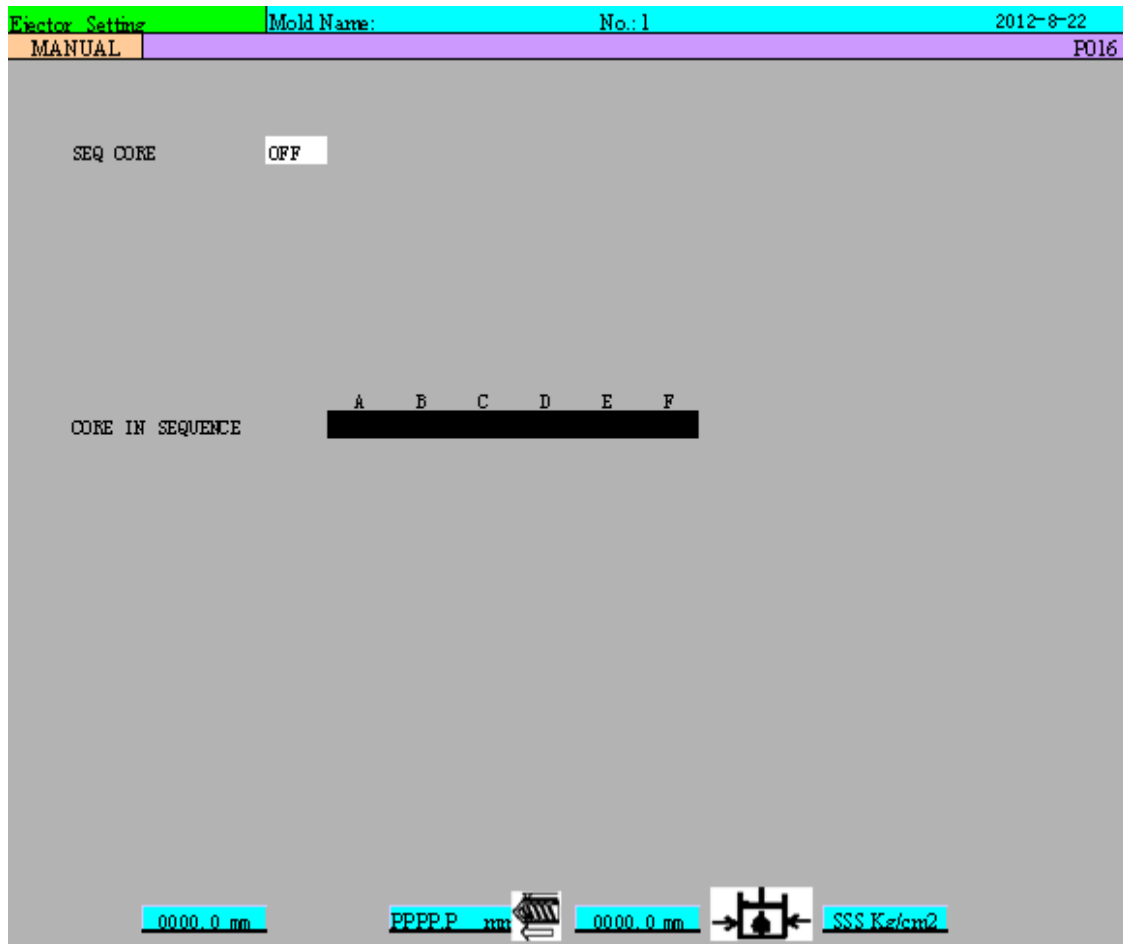 Ejector Setting Mold Name: No.: 1 2012-8-22
MANUAL P016
SEQ CORE OFF
A B C D E F
CORE IN SEQUENCE
0000.0 mm PPPP.P mm 0000.0 mm SSS Kg/cm2